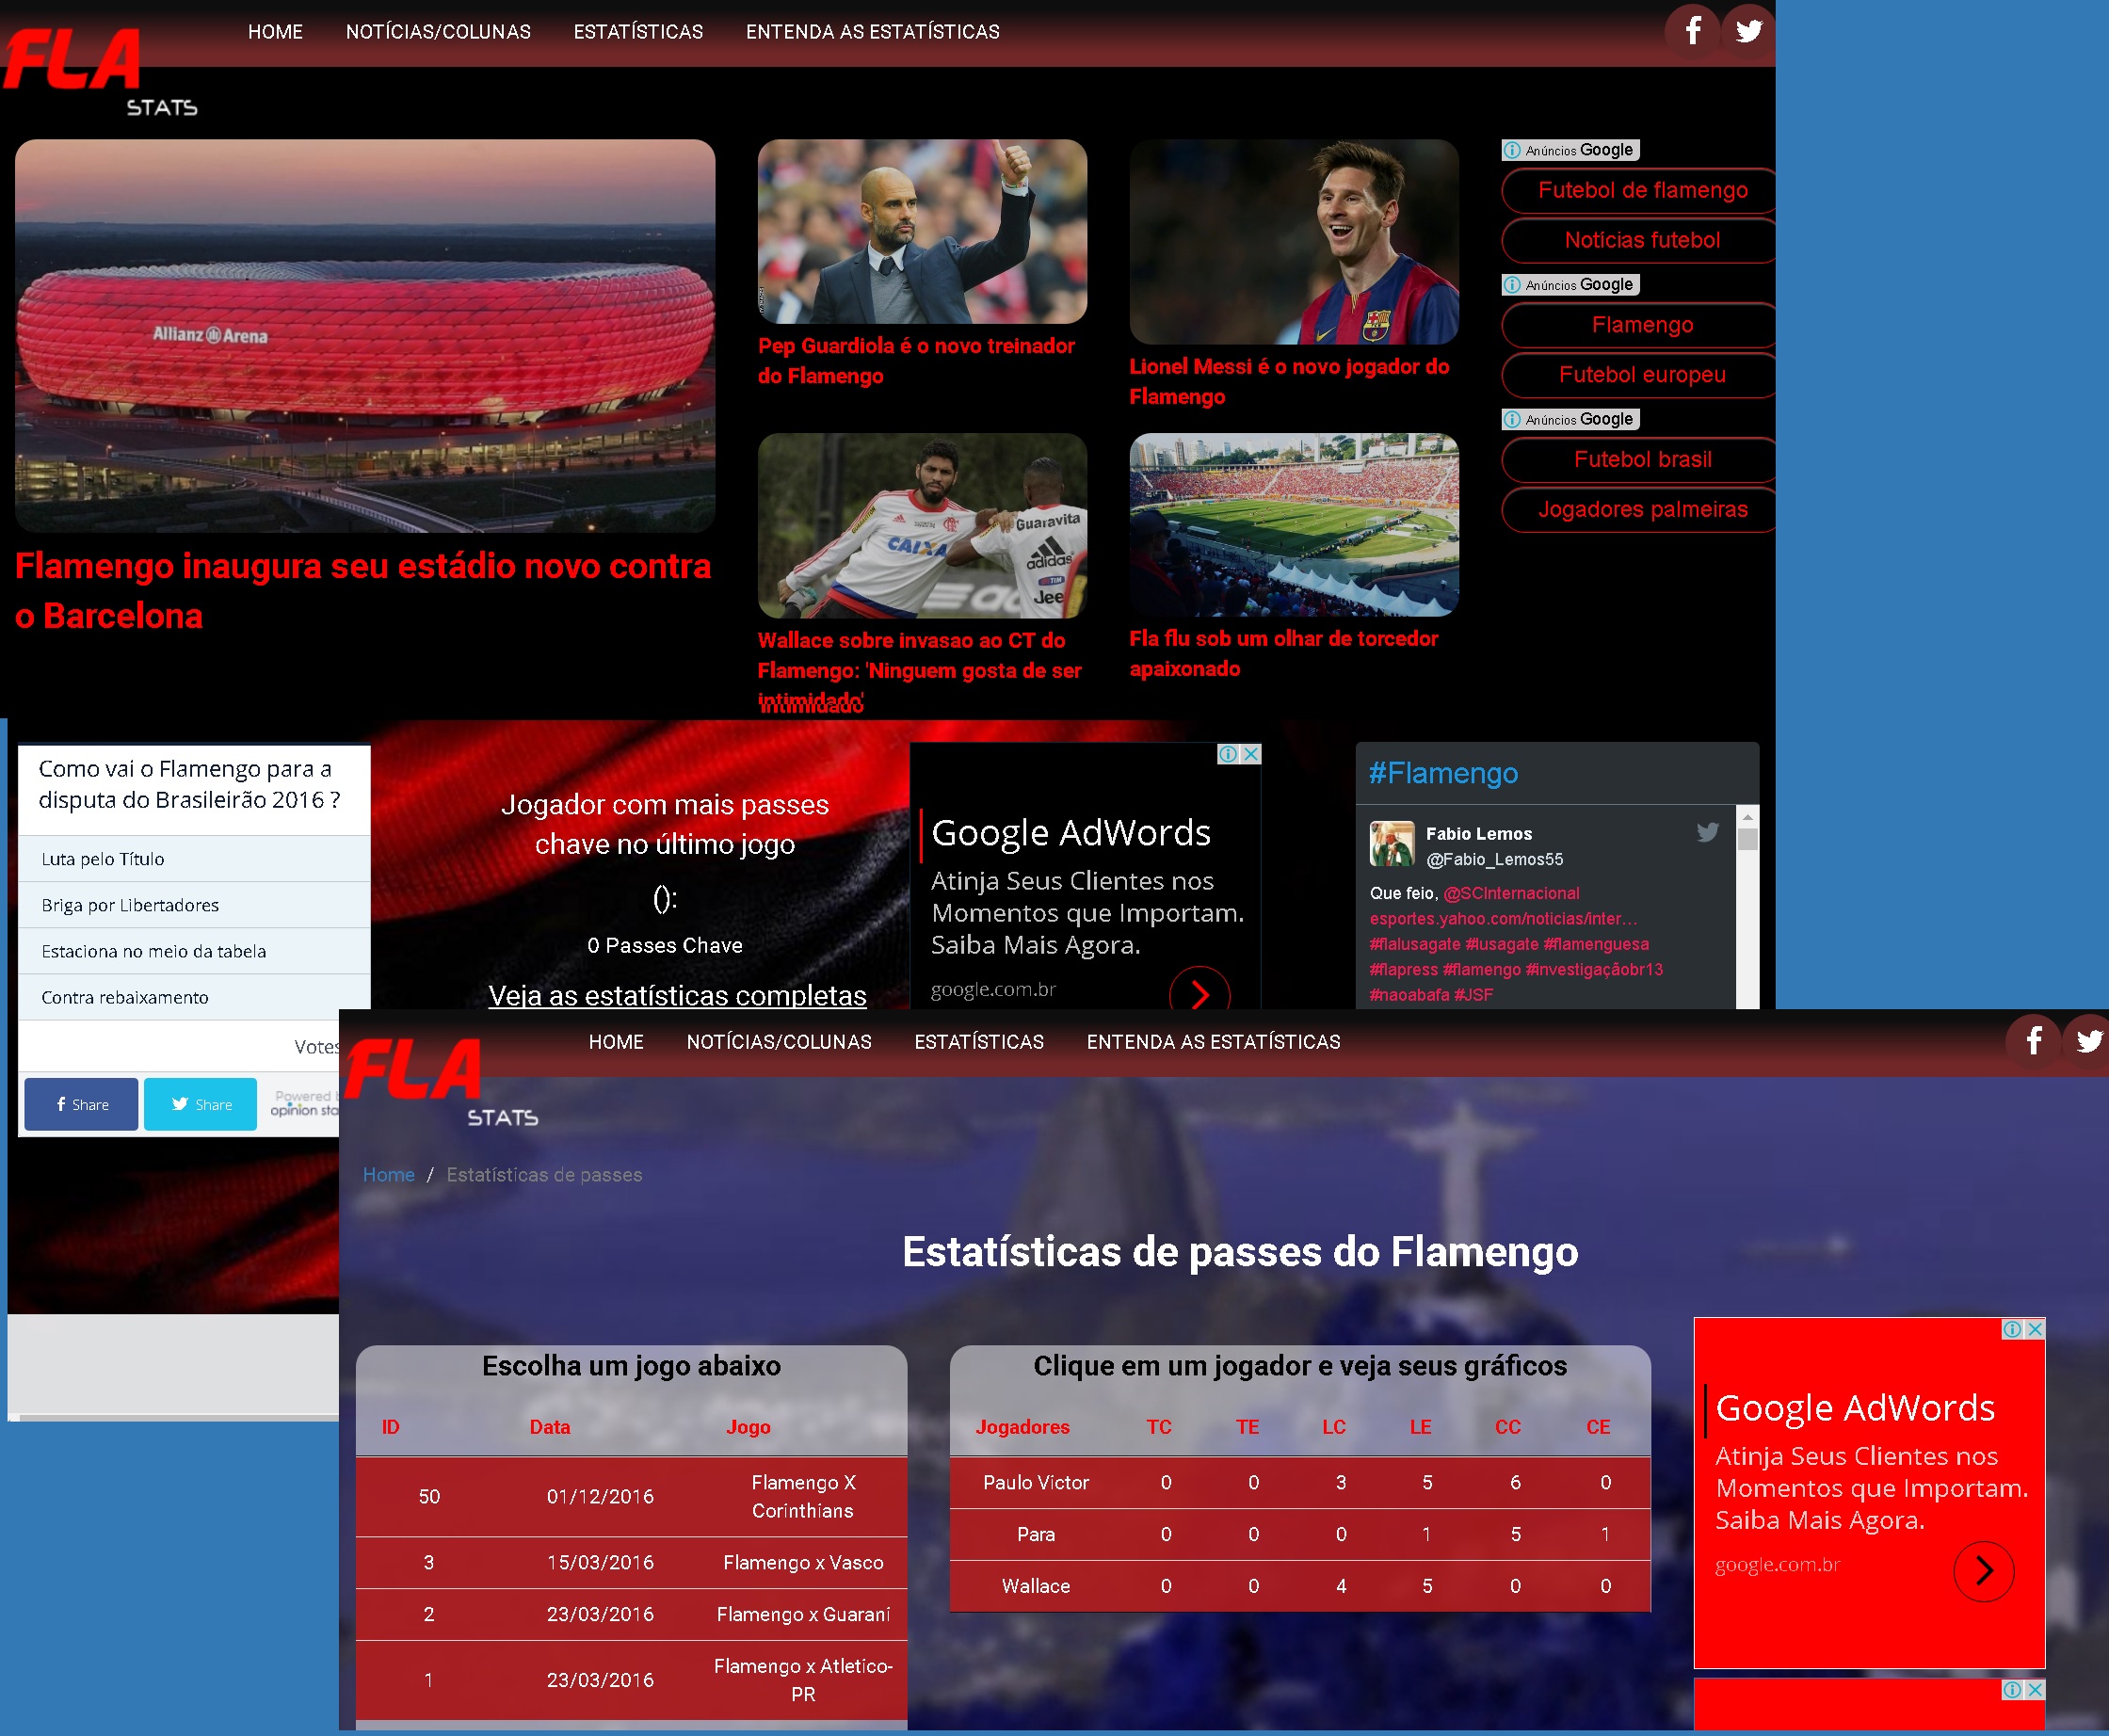 HOME NOTÍCIAS/COLUNAS ESTATÍSTICAS ENTENDA AS ESTATÍSTICAS
FLA
STATS
Allianz Arena
Flamengo inaugura seu estádio novo contra
o Barcelona
Pep Guardiola é o novo treinador
do Flamengo
Lionel Messi é o novo jogador do
Flamengo
Guaravita
CAIXA
adidas
TIM
Jeep
Wallace sobre invasao ao CT do
Flamengo: 'Ninguem gosta de ser
intimidado'
Fla flu sob um olhar de torcedor
apaixonado
Anúncios Google
Futebol de flamengo
Notícias futebol
Anúncios Google
Flamengo
Futebol europeu
Anúncios Google
Futebol brasil
Jogadores palmeiras
Como vai o Flamengo para a
disputa do Brasileirão 2016 ?
Luta pelo Título
Briga por Libertadores
Estaciona no meio da tabela
Contra rebaixamento
Votes
Share Share
Powered
opinion sta
Jogador com mais passes
chave no último jogo
():
0 Passes Chave
Veja as estatísticas completas
Google AdWords
Atinja Seus Clientes nos
Momentos que Importam.
Saiba Mais Agora.
google.com.br
#Flamengo
Fabio Lemos
@Fabio_Lemos55
Que feio, @SCInternacional
esportes.yahoo.com/noticias/inter…
#flalusagate #lusagate #flamenguesa
#flapress #flamengo #investigaçãobr13
#naoabafa #JSF
HOME NOTÍCIAS/COLUNAS ESTATÍSTICAS ENTENDA AS ESTATÍSTICAS
FLA
STATS
Home / Estatísticas de passes
Estatísticas de passes do Flamengo
Escolha um jogo abaixo
ID Data Jogo
50 01/12/2016 Flamengo X
Corinthians
3 15/03/2016 Flamengo x Vasco
2 23/03/2016 Flamengo x Guarani
1 23/03/2016 Flamengo x Atletico-
PR
Clique em um jogador e veja seus gráficos
Jogadores TC TE LC LE CC CE
Paulo Victor 0 0 3 5 6 0
Para 0 0 0 1 5 1
Wallace 0 0 4 5 0 0
Google AdWords
Atinja Seus Clientes nos
Momentos que Importam.
Saiba Mais Agora.
google.com.br